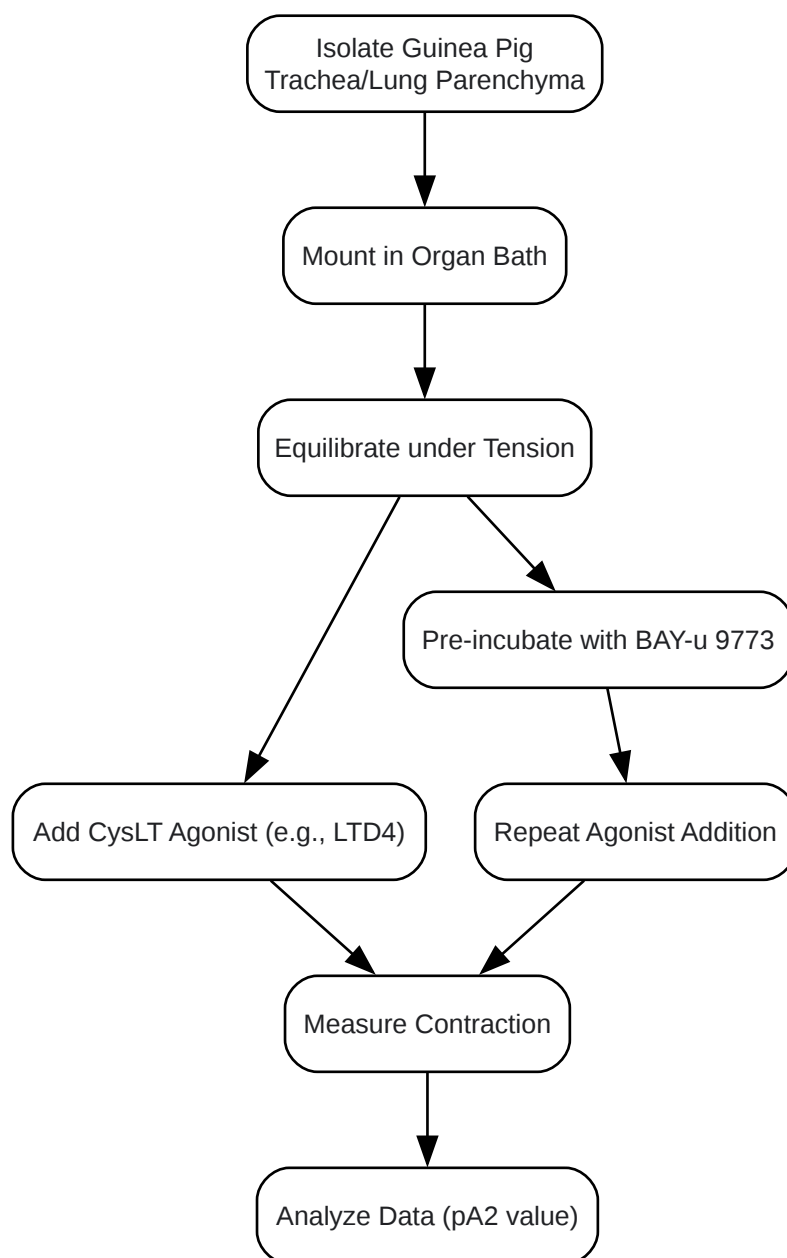 Isolate Guinea Pig
Trachea/Lung Parenchyma
Mount in Organ Bath
Equilibrate under Tension
Pre-incubate with BAY-u 9773
Add CysLT Agonist (e.g., LTD4)
Repeat Agonist Addition
Measure Contraction
Analyze Data (pA2 value)